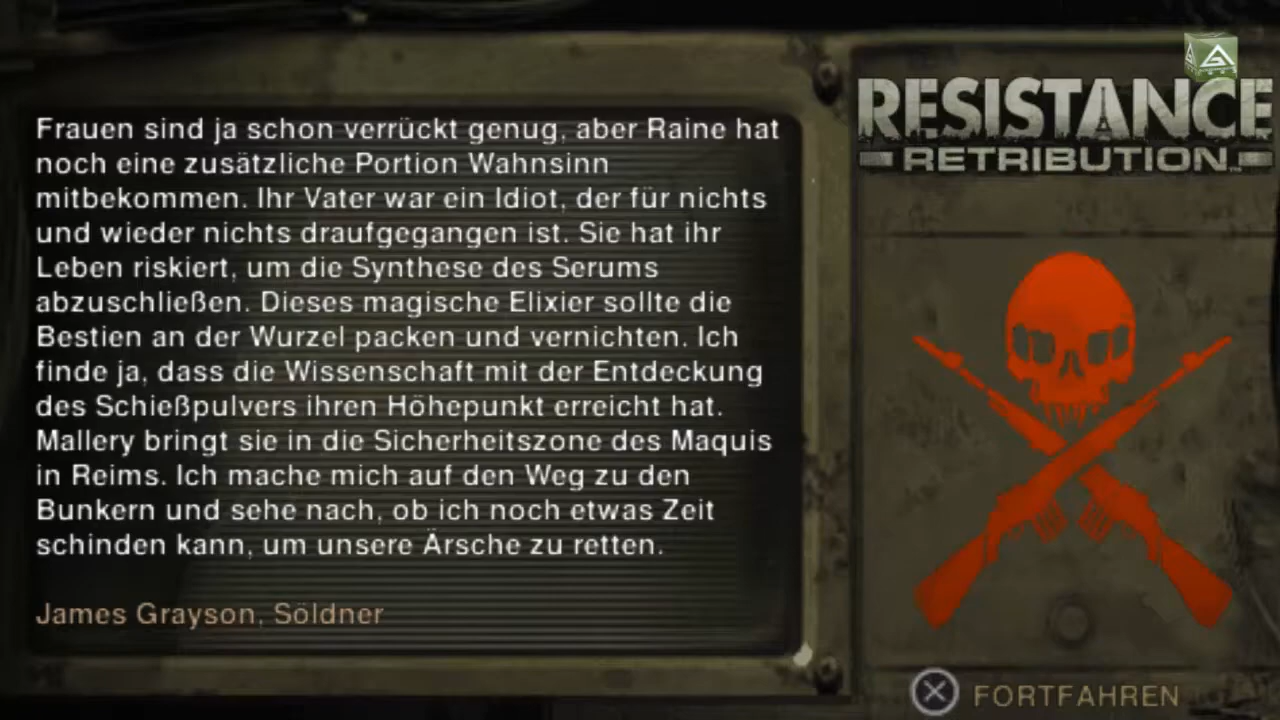 Frauen sind ja schon verrückt genug, aber Raine hat
noch eine zusätzliche Portion Wahnsinn
mitbekommen. Ihr Vater war ein Idiot, der für nichts
und wieder nichts draufgegangen ist. Sie hat ihr
Leben riskiert, um die Synthese des Serums
abzuschließen. Dieses magische Elixier sollte die
Bestien an der Wurzel packen und vernichten. Ich
finde ja, dass die Wissenschaft mit der Entdeckung
des Schießpulvers ihren Höhepunkt erreicht hat.
Mallery bringt sie in die Sicherheitszone des Maquis
in Reims. Ich mache mich auf den Weg zu den
Bunkern und sehe nach, ob ich noch etwas Zeit
schinden kann, um unsere Ärsche zu retten.
James Grayson, Söldner
RESISTANCE
RETRIBUTION™
FORTFAHREN